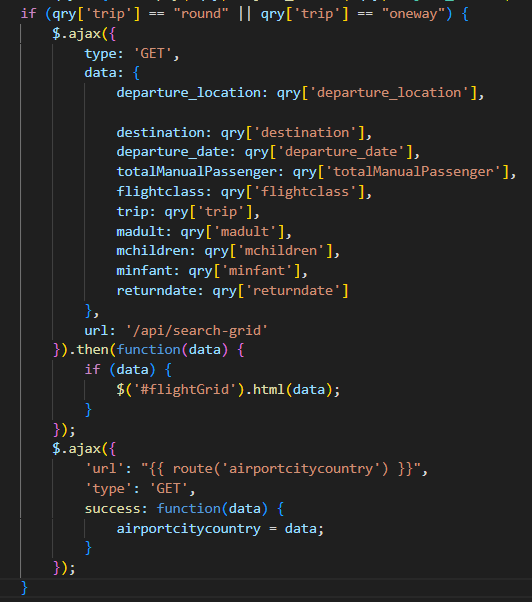 if (qry['trip'] == "round" || qry['trip'] == "oneway") {
$.ajax({
type: 'GET',
data: {
departure_location: qry['departure_location'],
destination: qry['destination'],
departure_date: qry['departure_date'],
totalManualPassenger: qry['totalManualPassenger'],
flightclass: qry['flightclass'],
trip: qry['trip'],
madult: qry['madult'],
mchildren: qry['mchildren'],
minfant: qry['minfant'],
returndate: qry['returndate']
},
url: '/api/search-grid'
}).then(function(data) {
if (data) {
$('#flightGrid').html(data);
}
});
$.ajax({
'url': "{{ route('airportcitycountry') }}",
'type': 'GET',
success: function(data) {
airportcitycountry = data;
}
});
}